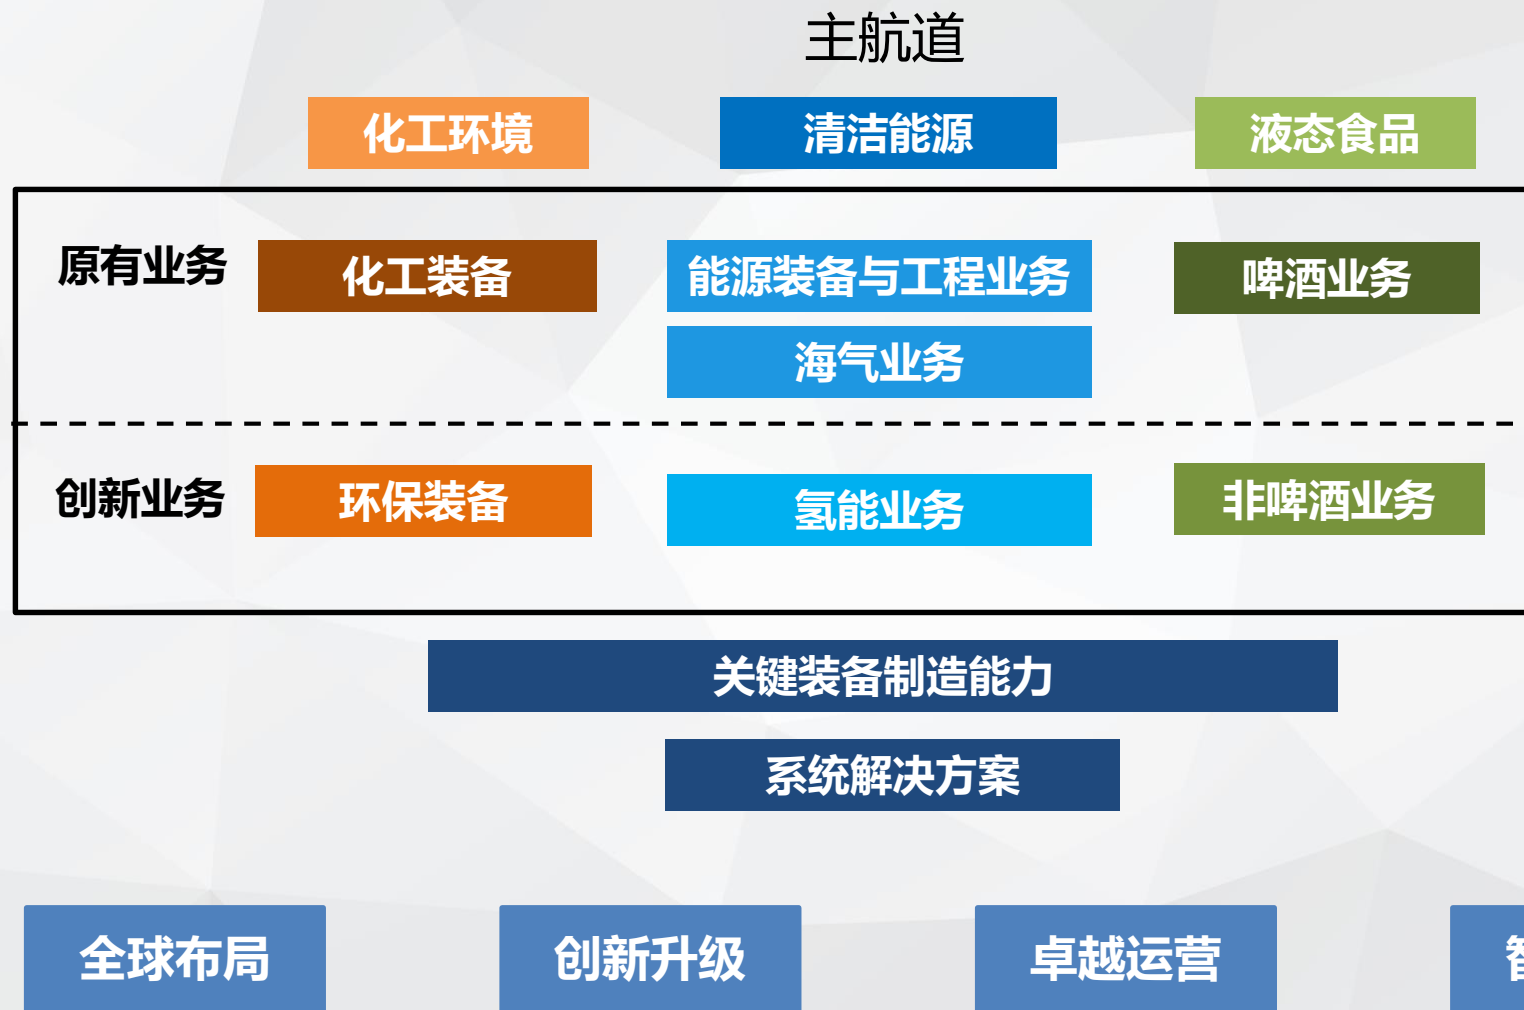 主航道
化工环境 清洁能源 液态食品
原有业务 化工装备 能源装备与工程业务 啤酒业务
海气业务
创新业务 环保装备 氢能业务 非啤酒业务
关键装备制造能力
系统解决方案
全球布局 创新升级 卓越运营